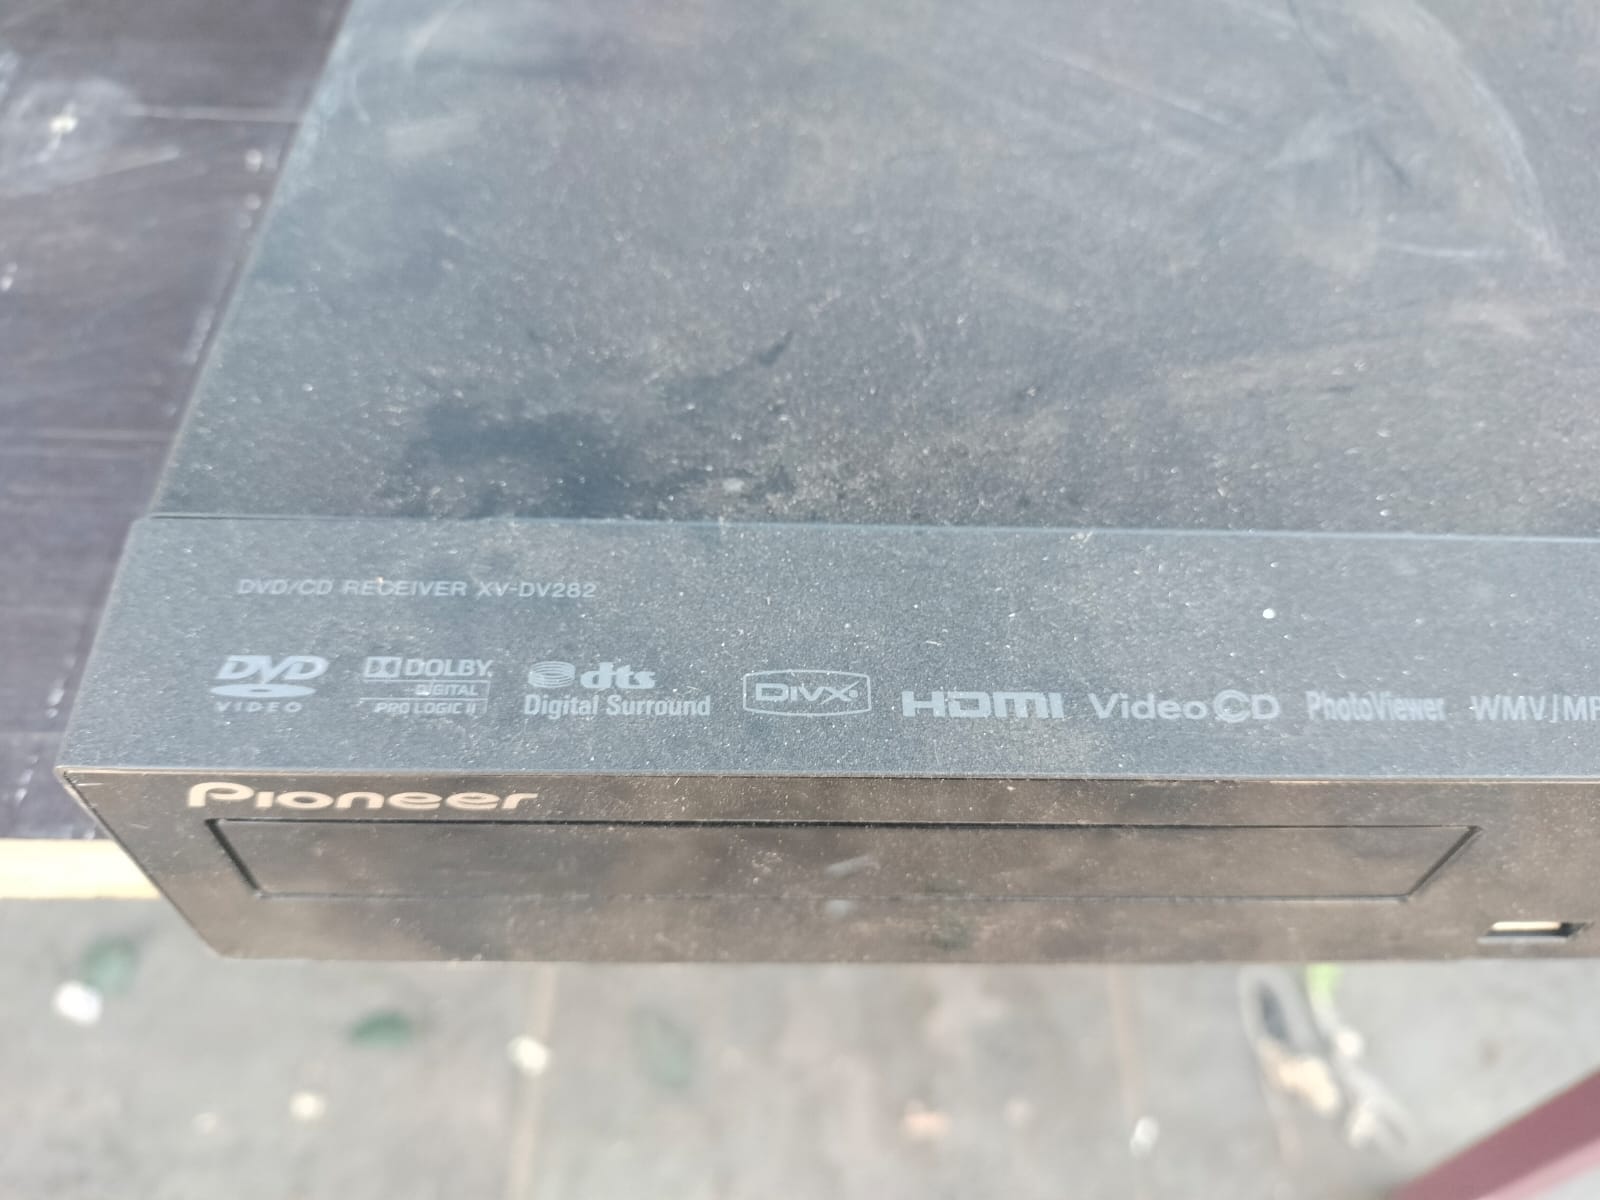 DVD/CD RECEIVER XV-DV282
DVD VIDEO
DOLBY DIGITAL PRO LOGIC II
dts Digital Surround
DIVX
HDMI
Video CD
PhotoViewer
WMV/MP
Pioneer